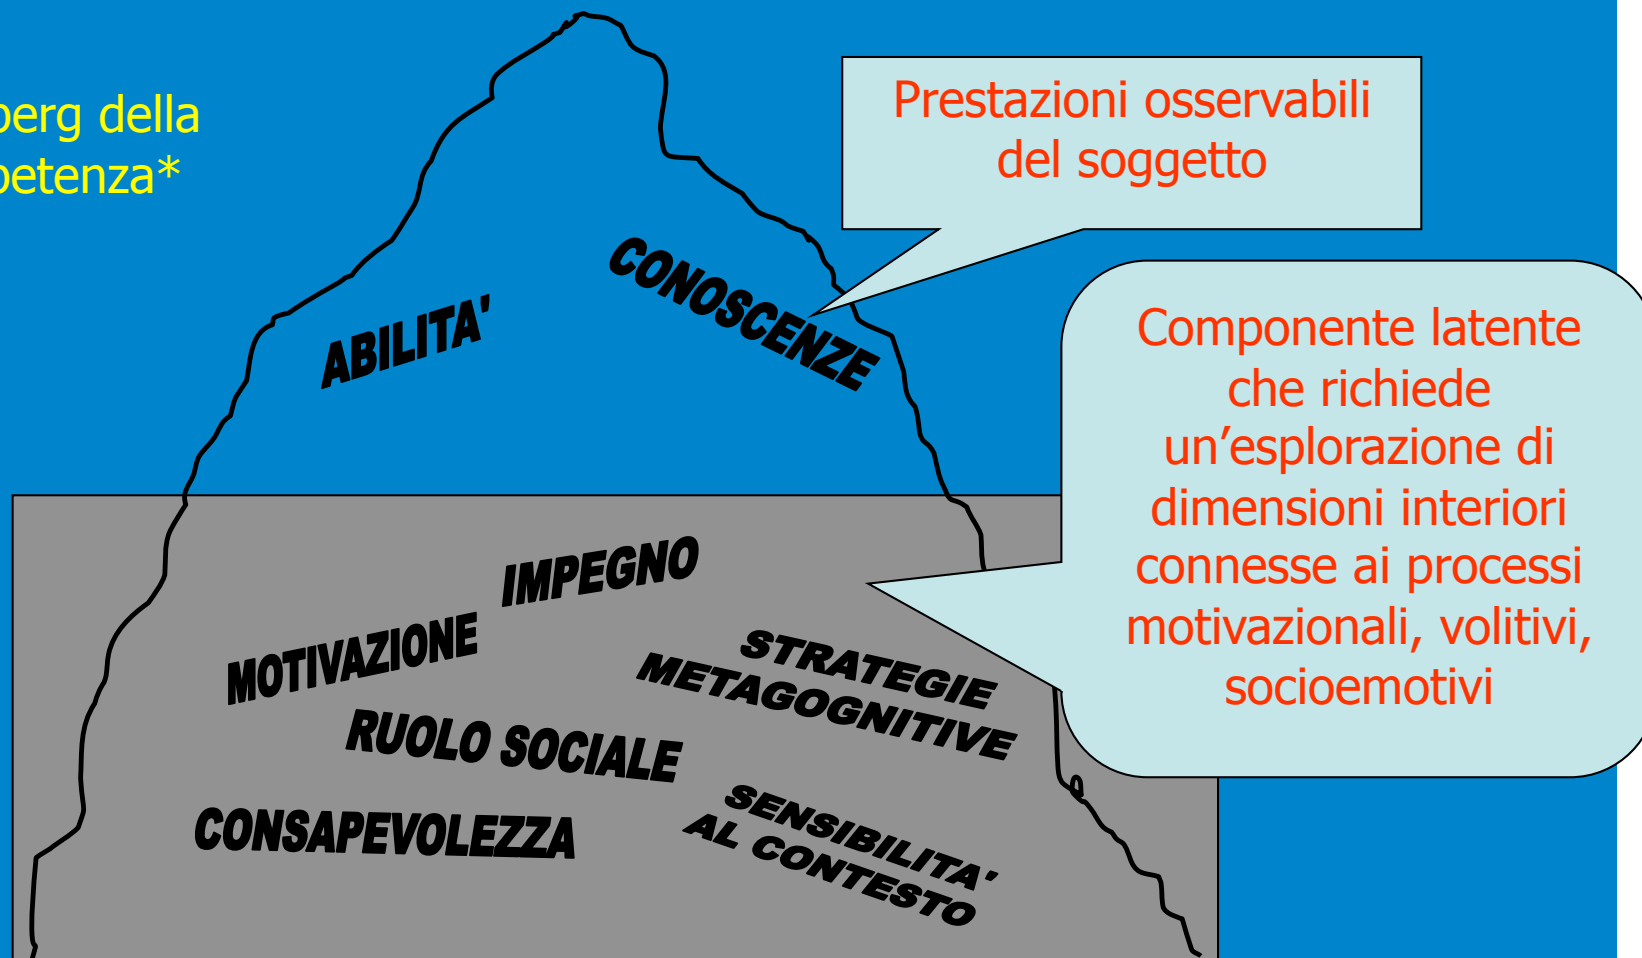 berg della
petenza*
Prestazioni osservabili
del soggetto
CONOSCENZE
ABILITA'
Componente latente
che richiede
un’esplorazione di
dimensioni interiori
connesse ai processi
motivazionali, volitivi,
socioemotivi
IMPEGNO
MOTIVAZIONE
STRATEGIE
METAGOGNITIVE
RUOLO SOCIALE
CONSAPEVOLEZZA
SENSIBILITA'
AL CONTESTO